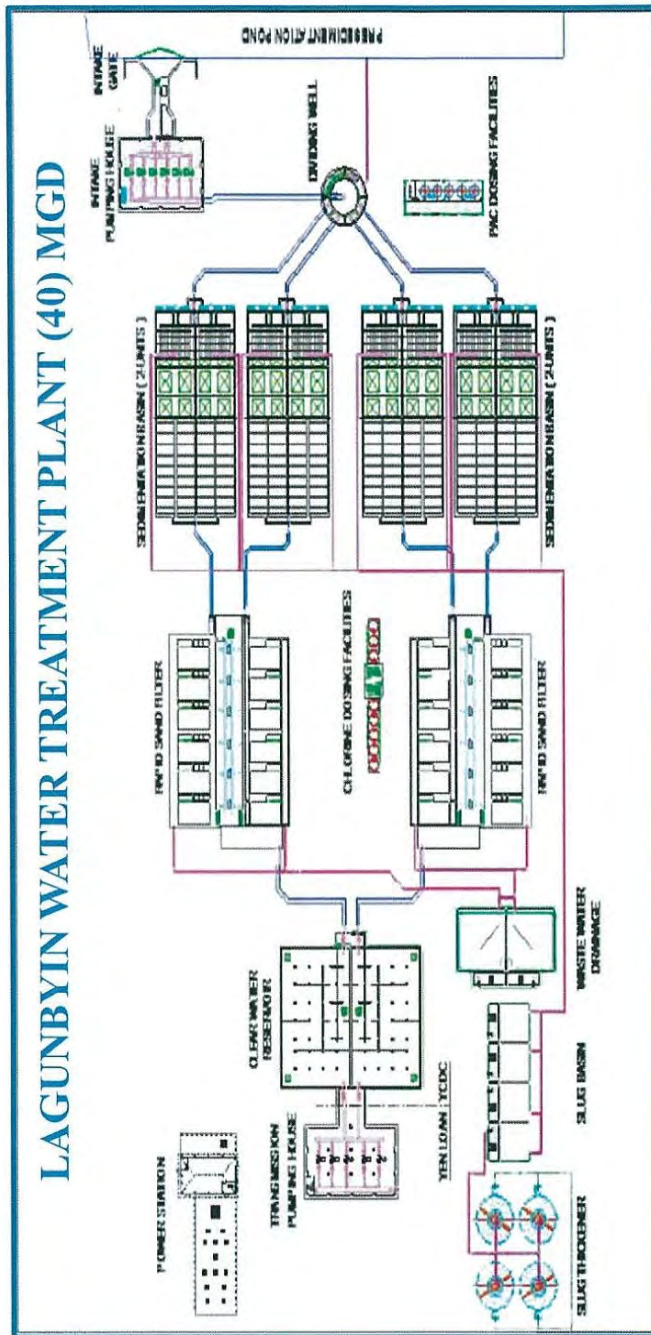 LAGUNBYIN WATER TREATMENT PLANT (40) MGD
POWER STATION
TRANSMISSION
PUMPING HOUSE
CLEAR WATER
RESERVOIR
YEN LOAN
YCDC
RAPID SAND FILTER
CHLORINE DOSING FACILITIES
RAPID SAND FILTER
SEDIMENTATION BASIN ( 2-UNITS )
SEDIMENTATION BASIN ( 2-UNITS )
INTAKE
PUMPING HOUSE
INTAKE
GATE
DIVIDING WELL
PAC DOSING FACILITIES
PRESEDIMENTATION POND
SLUG THICKENER
SLUG BASIN
WASTE WATER
DRAINAGE